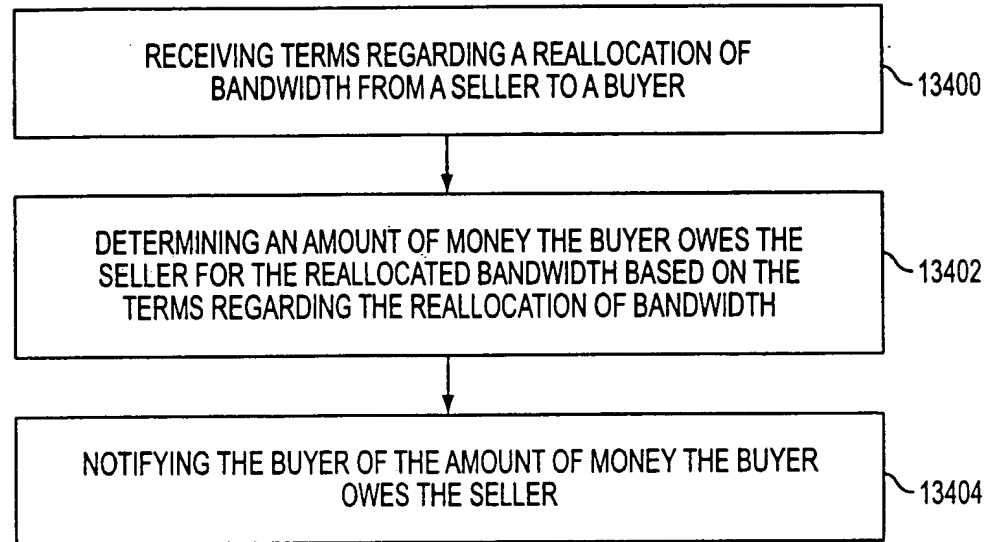 RECEIVING TERMS REGARDING A REALLOCATION OF
BANDWIDTH FROM A SELLER TO A BUYER
13400
DETERMINING AN AMOUNT OF MONEY THE BUYER OWES THE
SELLER FOR THE REALLOCATED BANDWIDTH BASED ON THE
TERMS REGARDING THE REALLOCATION OF BANDWIDTH
13402
NOTIFYING THE BUYER OF THE AMOUNT OF MONEY THE BUYER
OWES THE SELLER
13404